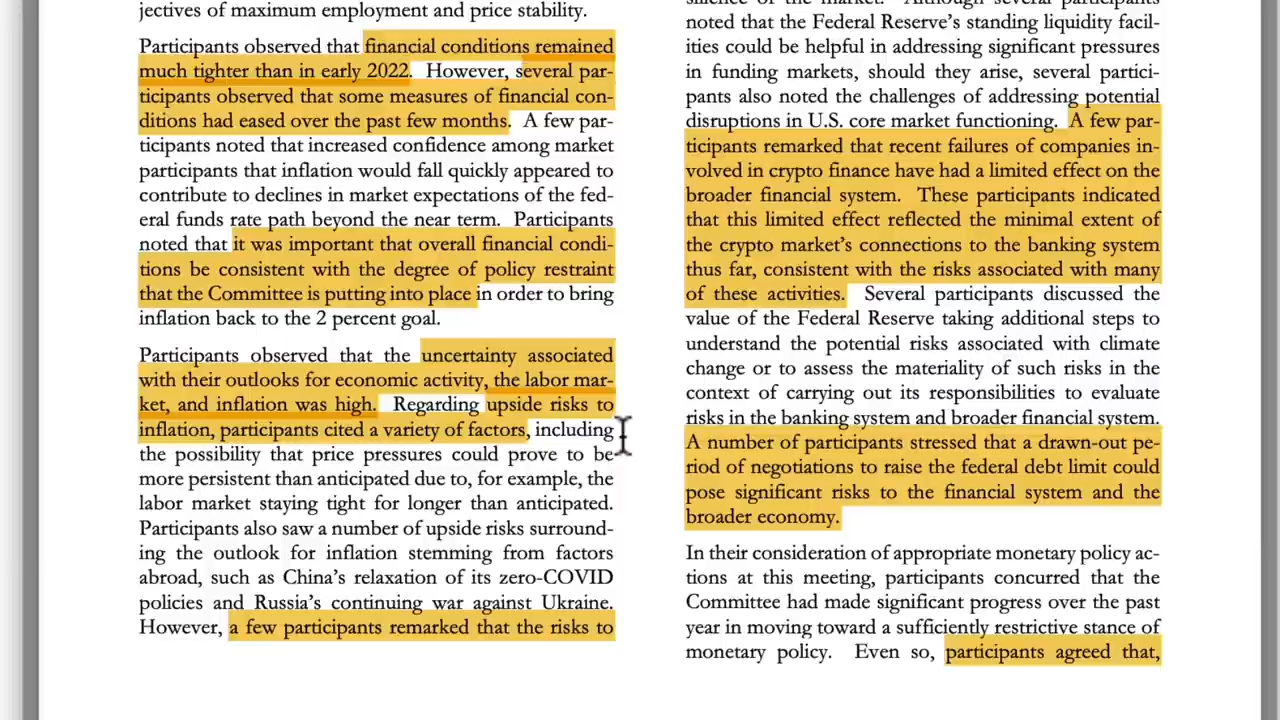 jectives of maximum employment and price stability.
Participants observed that financial conditions remained
much tighter than in early 2022. However, several par-
ticipants observed that some measures of financial con-
ditions had eased over the past few months. A few par-
ticipants noted that increased confidence among market
participants that inflation would fall quickly appeared to
contribute to declines in market expectations of the fed-
eral funds rate path beyond the near term. Participants
noted that it was important that overall financial condi-
tions be consistent with the degree of policy restraint
that the Committee is putting into place in order to bring
inflation back to the 2 percent goal.
Participants observed that the uncertainty associated
with their outlooks for economic activity, the labor mar-
ket, and inflation was high. Regarding upside risks to
inflation, participants cited a variety of factors, including
the possibility that price pressures could prove to be
more persistent than anticipated due to, for example, the
labor market staying tight for longer than anticipated.
Participants also saw a number of upside risks surround-
ing the outlook for inflation stemming from factors
abroad, such as China's relaxation of its zero-COVID
policies and Russia's continuing war against Ukraine.
However, a few participants remarked that the risks to
silience of the market. Although several participants
noted that the Federal Reserve's standing liquidity facil-
ities could be helpful in addressing significant pressures
in funding markets, should they arise, several partici-
pants also noted the challenges of addressing potential
disruptions in U.S. core market functioning. A few par-
ticipants remarked that recent failures of companies in-
volved in crypto finance have had a limited effect on the
broader financial system. These participants indicated
that this limited effect reflected the minimal extent of
the crypto market's connections to the banking system
thus far, consistent with the risks associated with many
of these activities. Several participants discussed the
value of the Federal Reserve taking additional steps to
understand the potential risks associated with climate
change or to assess the materiality of such risks in the
context of carrying out its responsibilities to evaluate
risks in the banking system and broader financial system.
A number of participants stressed that a drawn-out pe-
riod of negotiations to raise the federal debt limit could
pose significant risks to the financial system and the
broader economy.
In their consideration of appropriate monetary policy ac-
tions at this meeting, participants concurred that the
Committee had made significant progress over the past
year in moving toward a sufficiently restrictive stance of
monetary policy. Even so, participants agreed that,